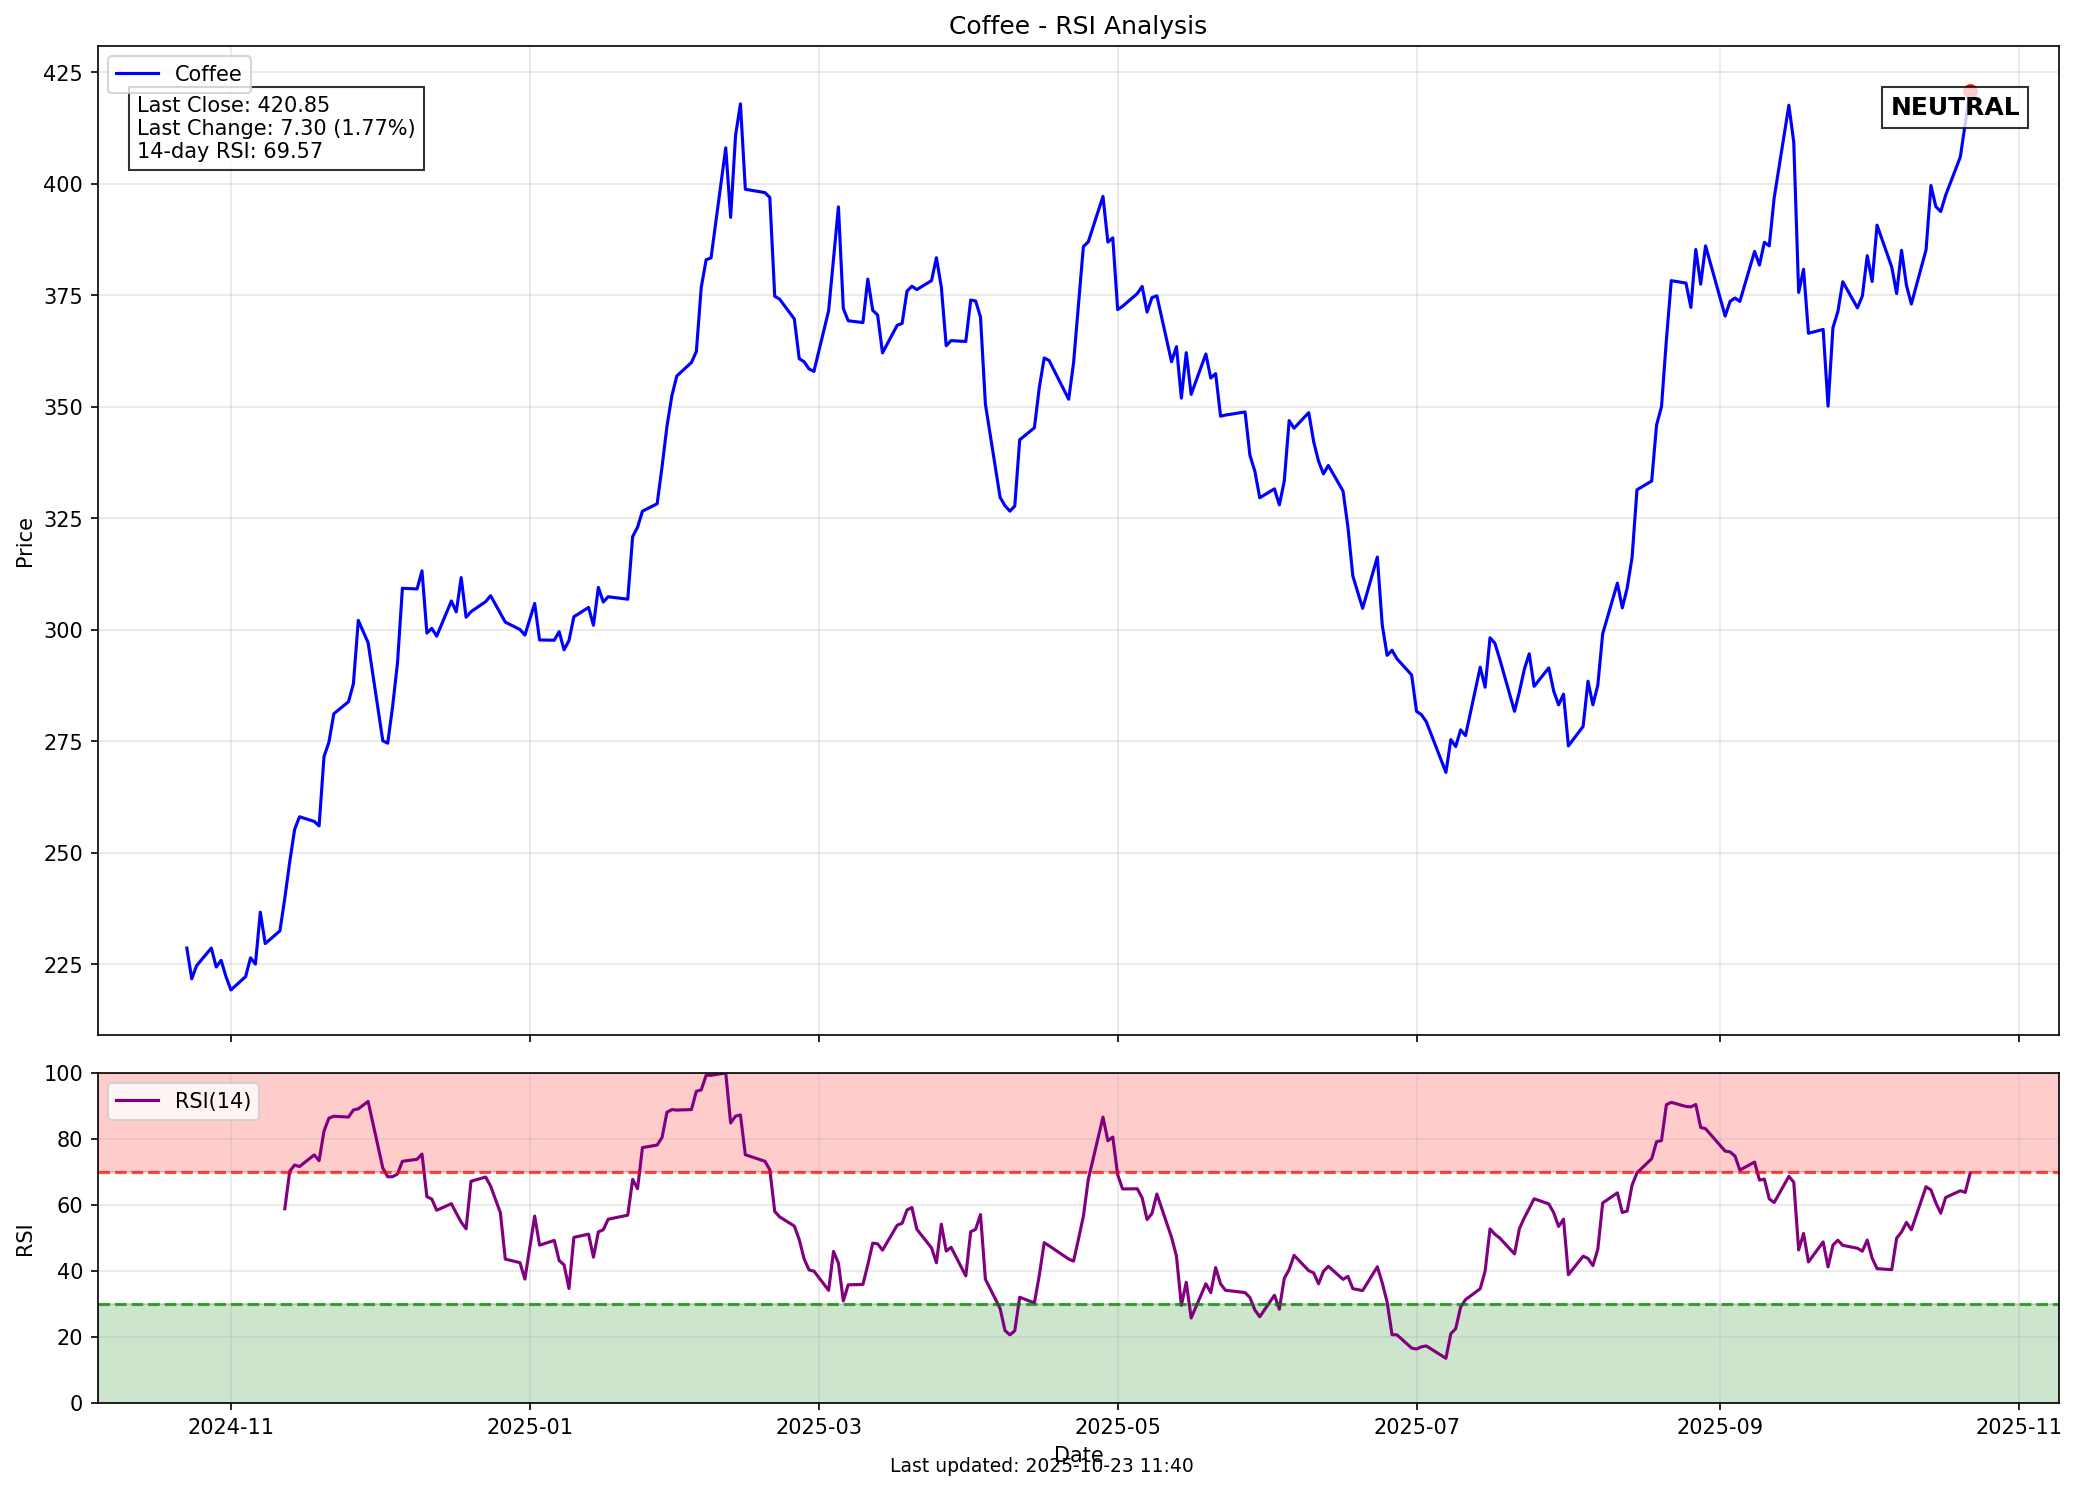 Coffee - RSI Analysis
Coffee
Last Close: 420.85
Last Change: 7.30 (1.77%)
14-day RSI: 69.57
NEUTRAL
425
400
375
350
325
300
275
250
225
Price
RSI(14)
100
80
60
40
20
0
RSI
2024-11
2025-01
2025-03
2025-05
2025-07
2025-09
2025-11
Date
Last updated: 2025-10-23 11:40